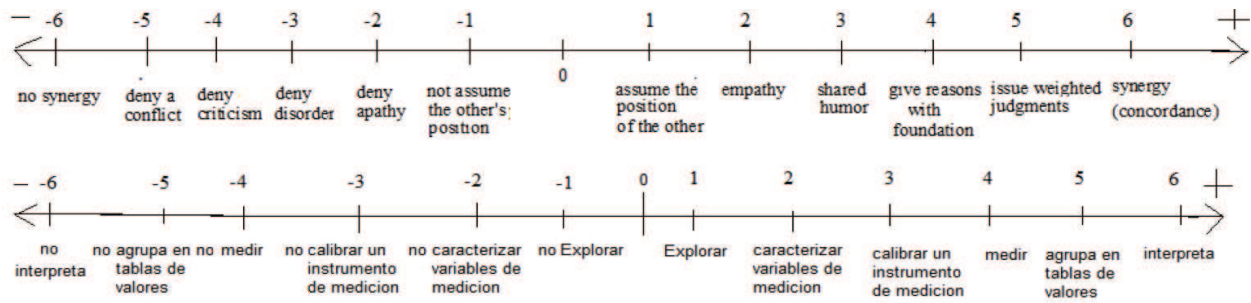 − -6 -5 -4 -3 -2 -1 1 2 3 4 5 6 +
0
no synergy deny a conflict deny criticism deny disorder deny apathy not assume the other's position assume the position of the other empathy shared humor give reasons with foundation issue weighted judgments synergy (concordance)
− -6 -5 -4 -3 -2 -1 0 1 2 3 4 5 6 +
no interpreta no agrupa en tablas de valores no medir no calibrar un instrumento de medicion no caracterizar variables de medicion no Explorar Explorar caracterizar variables de medicion calibrar un instrumento de medicion medir agrupa en tablas de valores interpreta